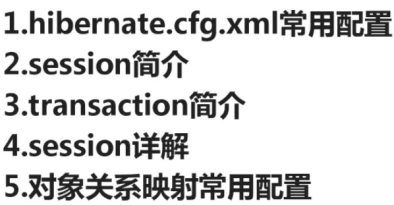 1.hibernate.cfg.xml常用配置
2.session简介
3.transaction简介
4.session详解
5.对象关系映射常用配置